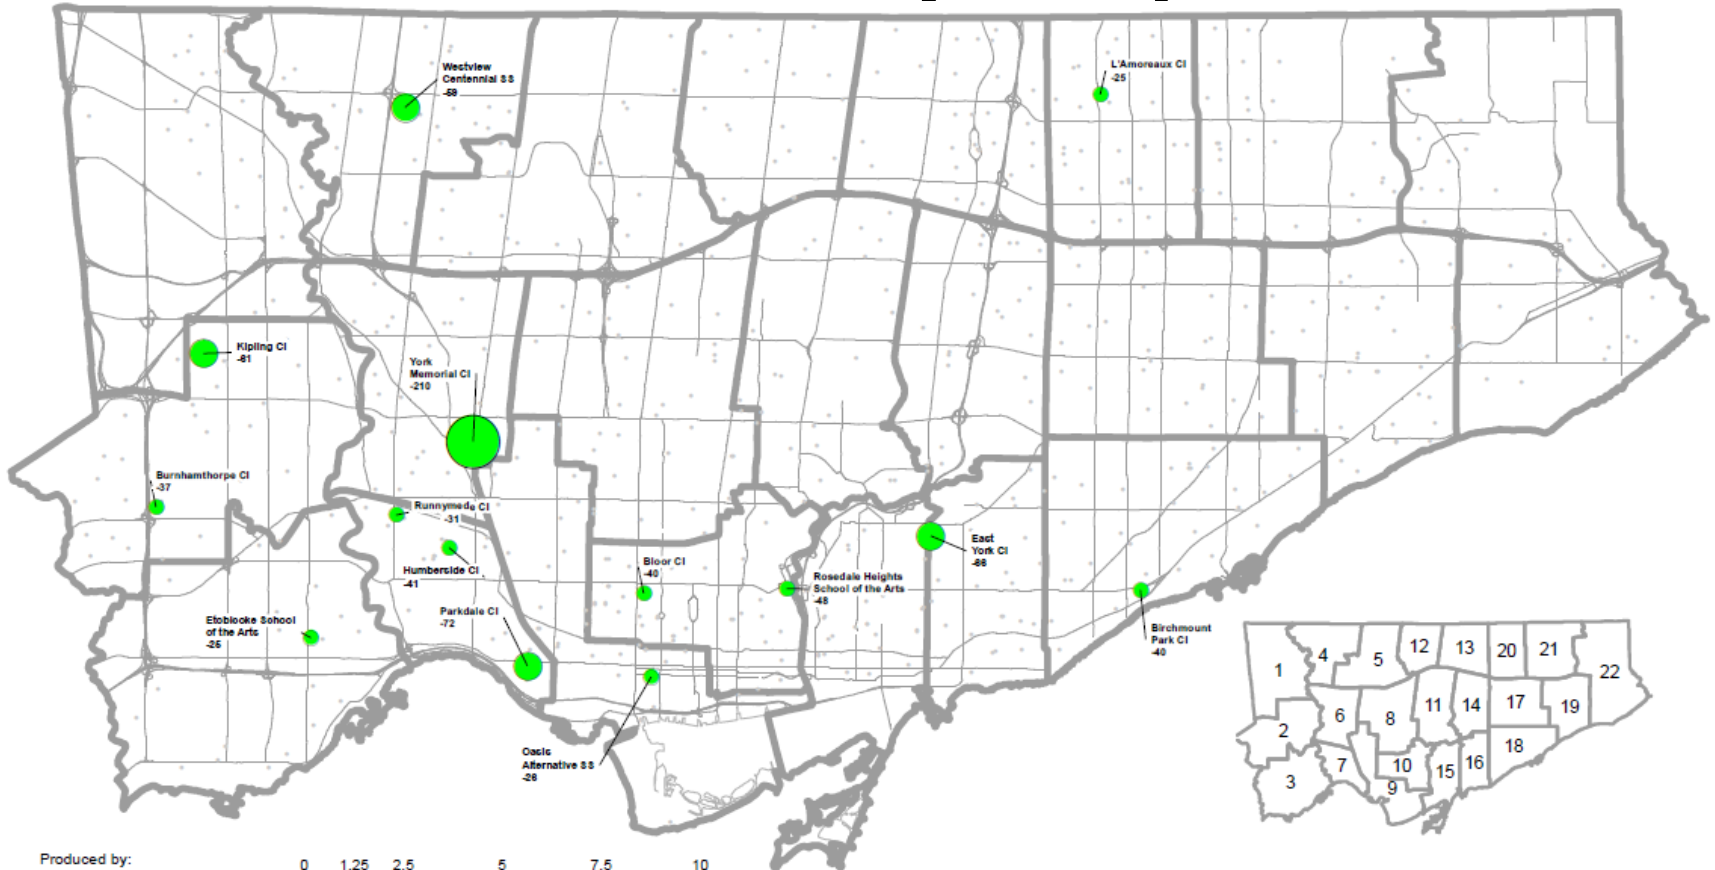 Westview
Centennial SS
-59
L'Amoreaux CI
-25
Kipling CI
-61
York
Memorial CI
-210
Burnhamthorpe CI
-37
Runnymede CI
-31
Humberside CI
-41
Bloor CI
-40
Rosedale Heights
School of the Arts
-48
East
York CI
-66
Parkdale CI
-72
Etobicoke School
of the Arts
-25
Birchmount
Park CI
-40
Oasis
Alternative SS
-26
1
2
3
4
5
6
7
8
9
10
11
12
13
14
15
16
17
18
19
20
21
22
Produced by:
0 1.25 2.5 5 7.5 10